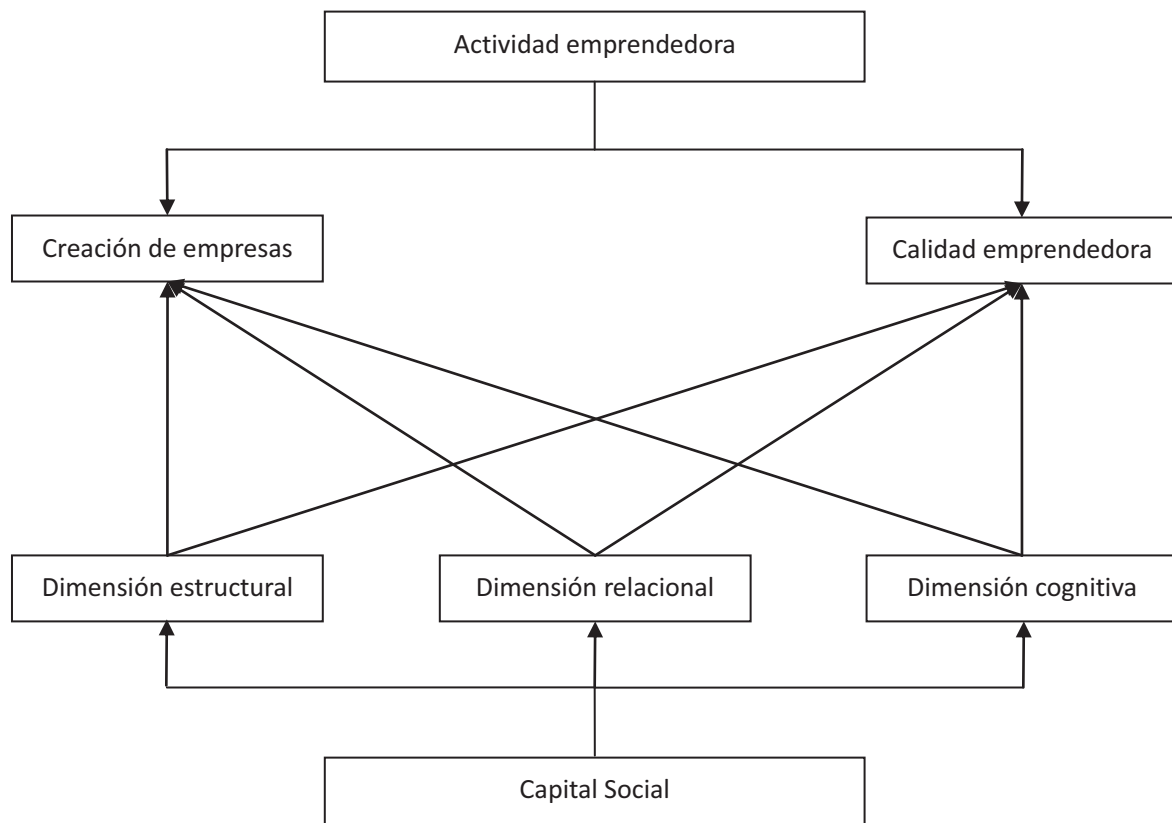 Actividad emprendedora
Creación de empresas
Calidad emprendedora
Dimensión estructural
Dimensión relacional
Dimensión cognitiva
Capital Social